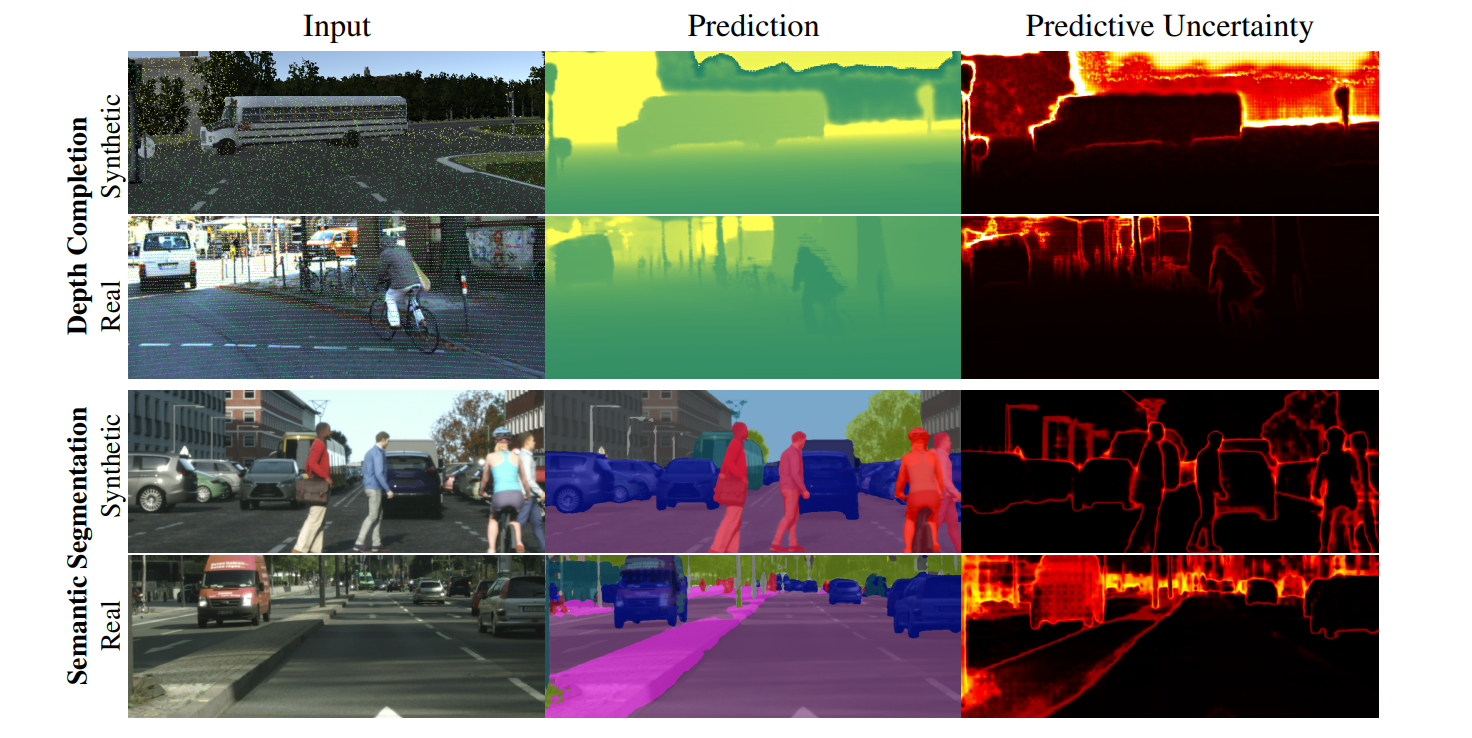 Input Prediction Predictive Uncertainty
Depth Completion
Synthetic
Real
Semantic Segmentation
Synthetic
Real